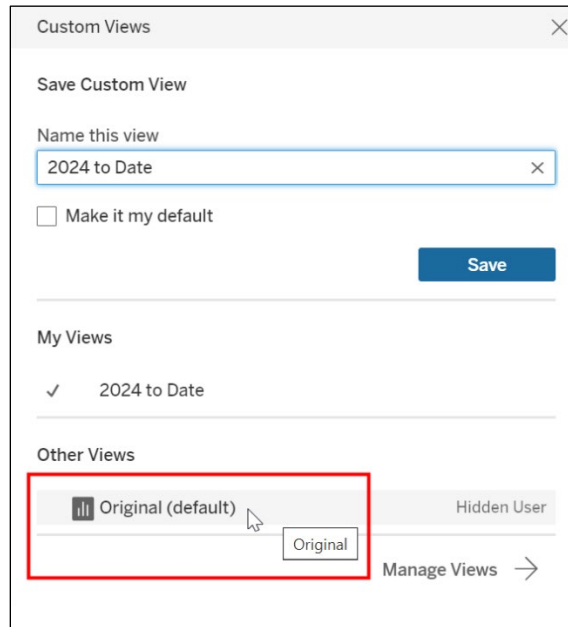 Custom Views
Save Custom View
Name this view
2024 to Date
Make it my default
Save
My Views
2024 to Date
Other Views
Original (default) Hidden User
Original
Manage Views